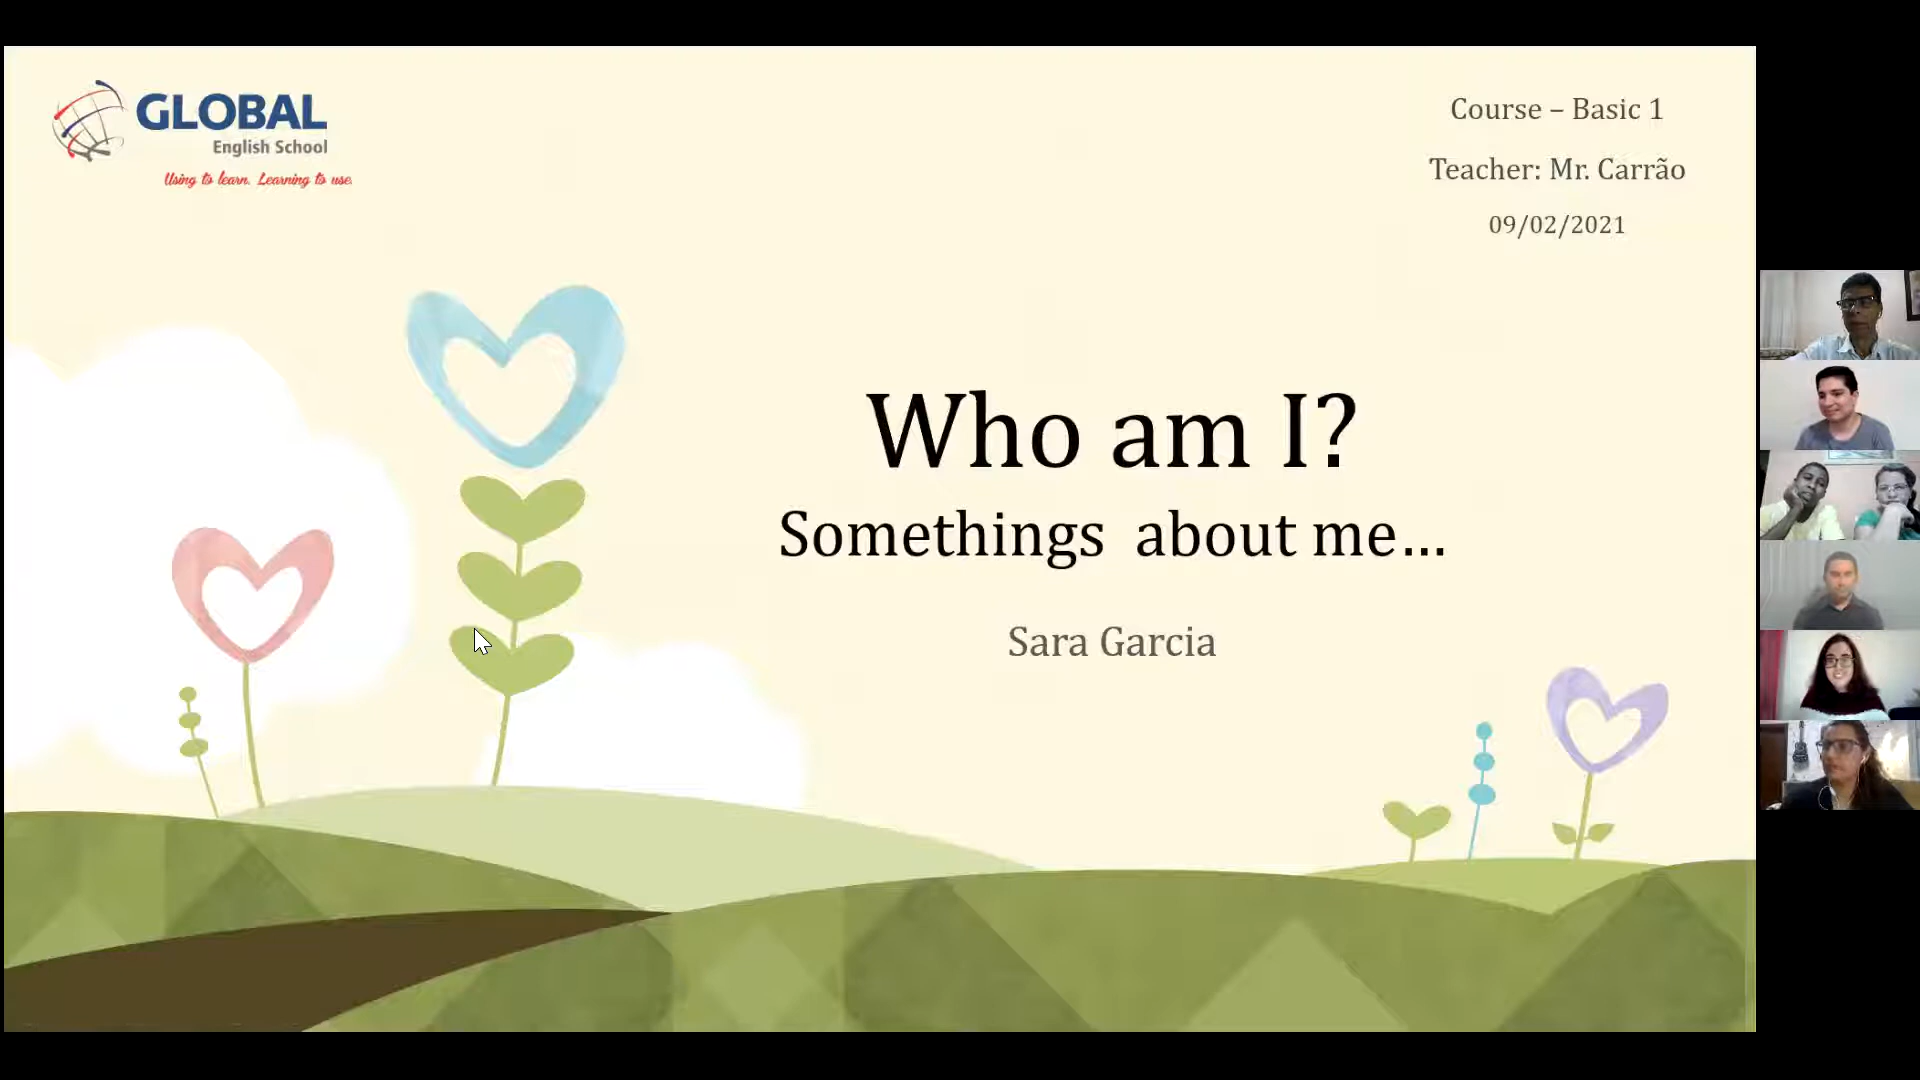 GLOBAL
English School
Using to learn. Learning to use.
Course – Basic 1
Teacher: Mr. Carrão
09/02/2021
Who am I?
Somethings about me...
Sara Garcia